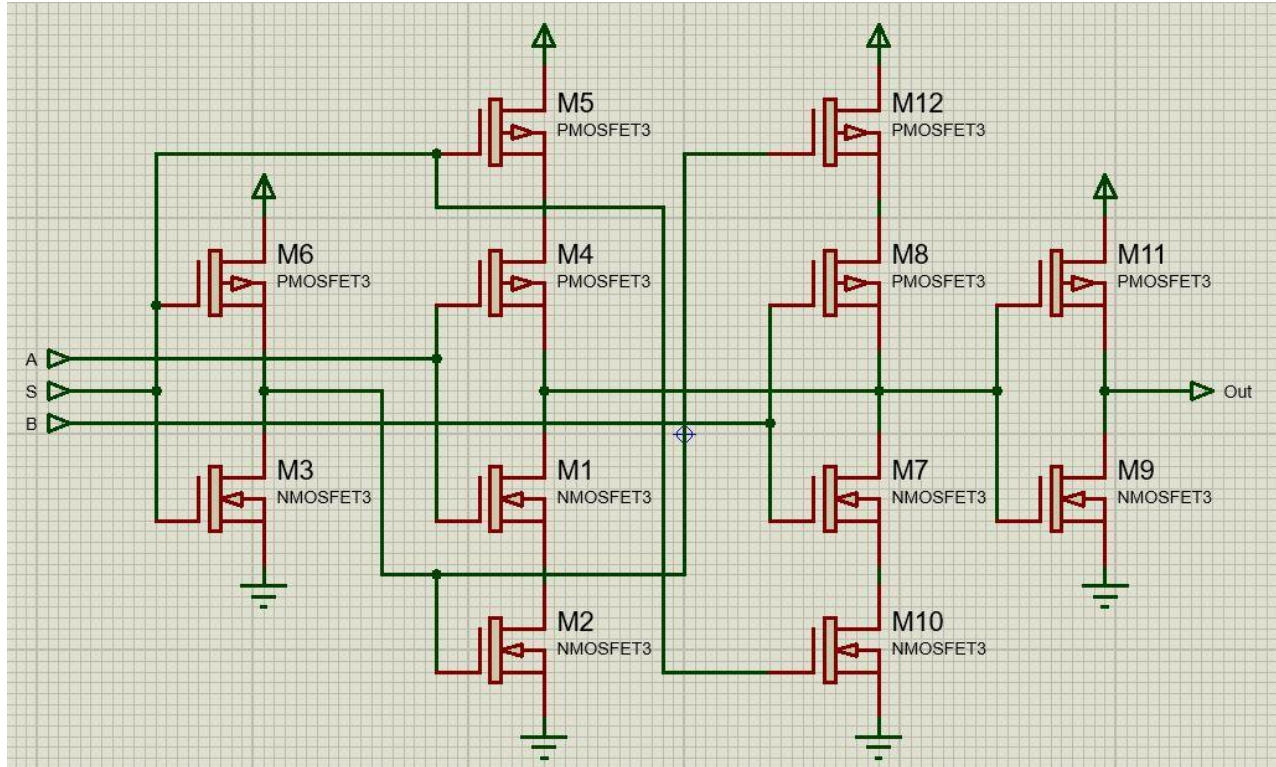 M5
PMOSFET3
M12
PMOSFET3
M6
PMOSFET3
M4
PMOSFET3
M8
PMOSFET3
M11
PMOSFET3
A
S
B
Out
M3
NMOSFET3
M1
NMOSFET3
M7
NMOSFET3
M9
NMOSFET3
M2
NMOSFET3
M10
NMOSFET3